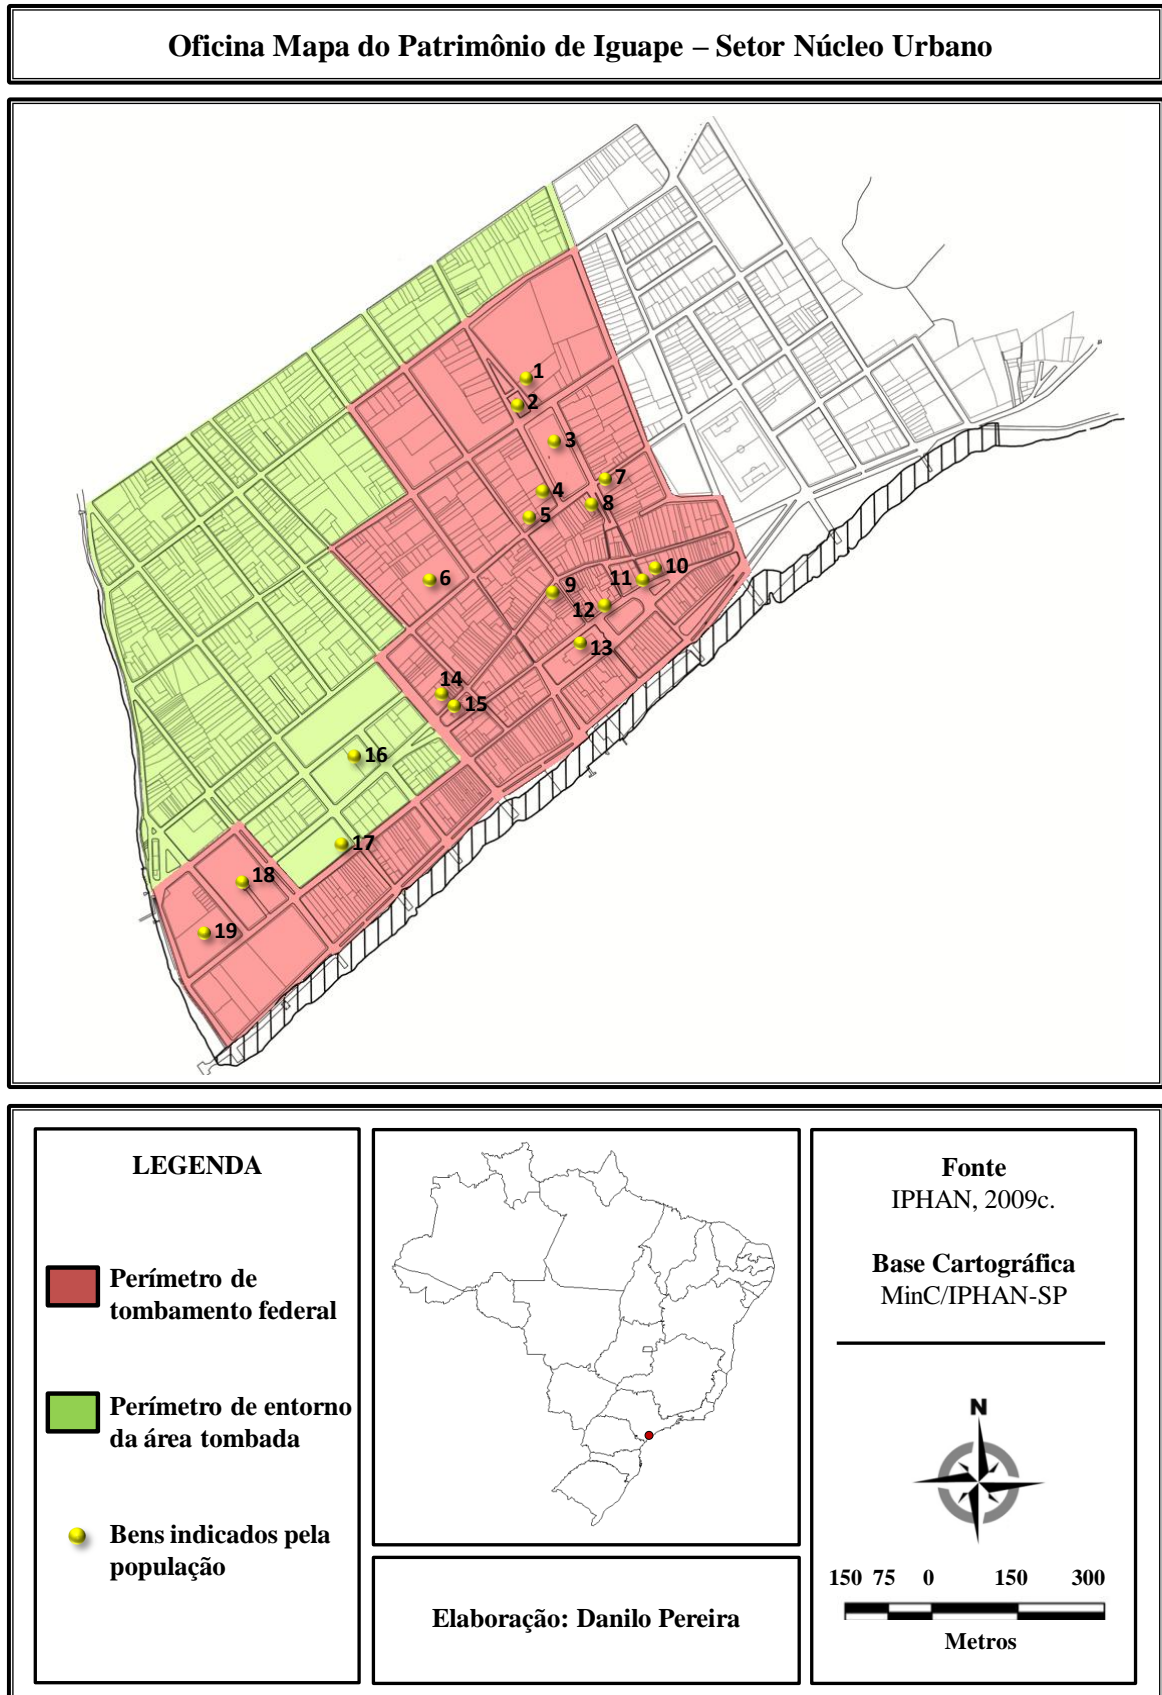 Oficina Mapa do Patrimônio de Iguape – Setor Núcleo Urbano
1
2
3
4
5
6
7
8
9
10
11
12
13
14
15
16
17
18
19
LEGENDA
Perímetro de
tombamento federal
Perímetro de entorno
da área tombada
Bens indicados pela
população
Elaboração: Danilo Pereira
Fonte
IPHAN, 2009c.
Base Cartográfica
MinC/IPHAN-SP
N
150 75 0 150 300
Metros